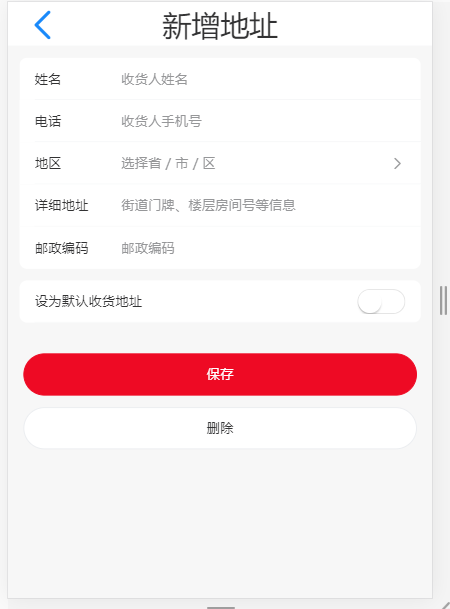 新增地址
姓名 收货人姓名
电话 收货人手机号
地区 选择省 / 市 / 区
详细地址 街道门牌、楼层房间号等信息
邮政编码 邮政编码
设为默认收货地址
保存
删除